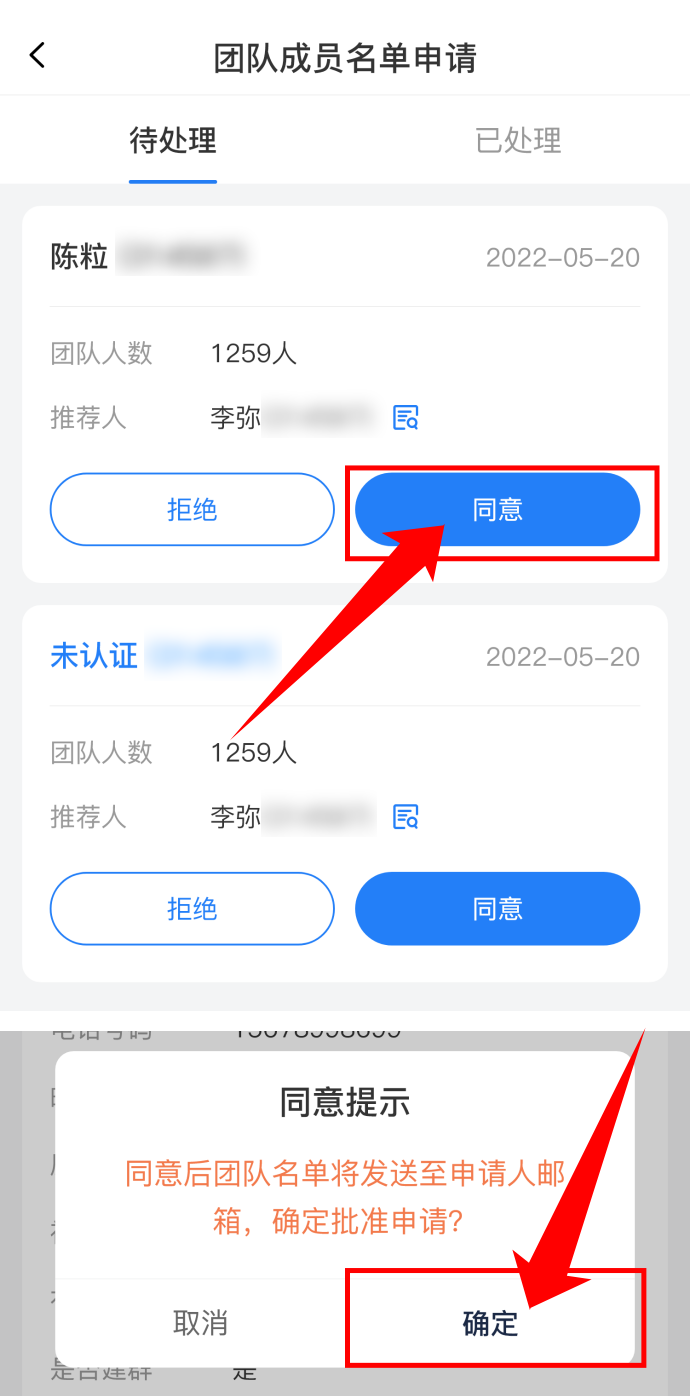 团队成员名单申请
待处理 已处理
陈粒 2022-05-20
团队人数 1259人
推荐人 李弥
拒绝 同意
未认证 2022-05-20
团队人数 1259人
推荐人 李弥
拒绝 同意
电话号码
同意提示
同意后团队名单将发送至申请人邮
箱，确定批准申请？
取消 确定
是否建群 是